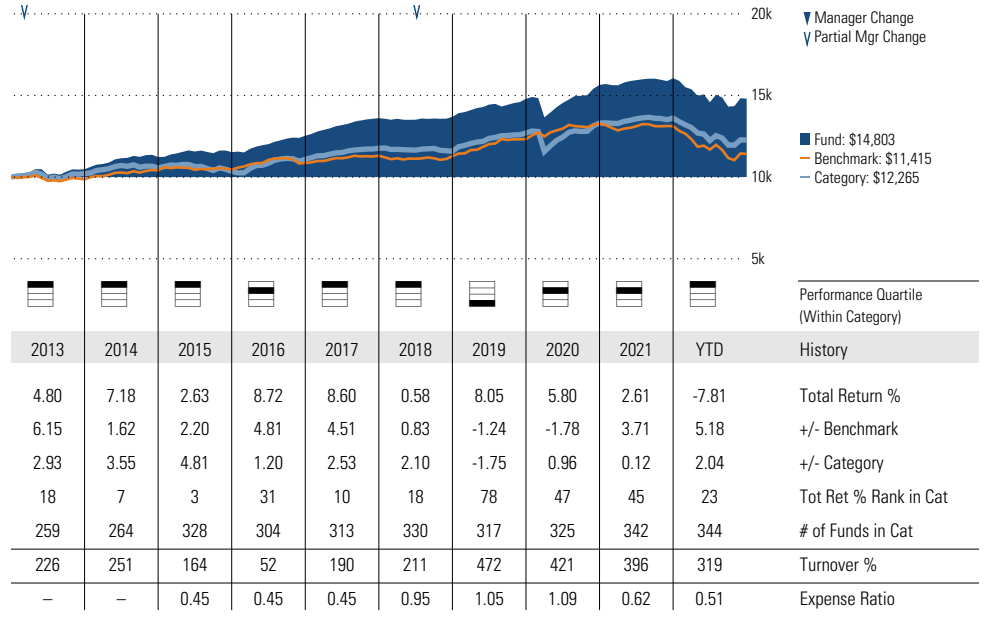 20k
Manager Change
Partial Mgr Change
15k
Fund: $14,803
Benchmark: $11,415
Category: $12,265
10k
5k
Performance Quartile
(Within Category)
2013 2014 2015 2016 2017 2018 2019 2020 2021 YTD History
4.80 7.18 2.63 8.72 8.60 0.58 8.05 5.80 2.61 -7.81 Total Return %
6.15 1.62 2.20 4.81 4.51 0.83 -1.24 -1.78 3.71 5.18 +/- Benchmark
2.93 3.55 4.81 1.20 2.53 2.10 -1.75 0.96 0.12 2.04 +/- Category
18 7 3 31 10 18 78 47 45 23 Tot Ret % Rank in Cat
259 264 328 304 313 330 317 325 342 344 # of Funds in Cat
226 251 164 52 190 211 472 421 396 319 Turnover %
– – 0.45 0.45 0.45 0.95 1.05 1.09 0.62 0.51 Expense Ratio